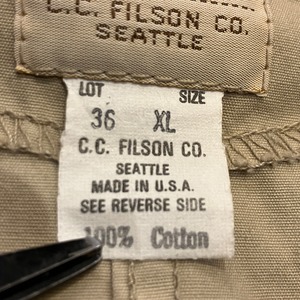 C.C. FILSON CO.
SEATTLE
LOT SIZE
36 XL
C.C. FILSON CO.
SEATTLE
MADE IN U.S.A.
SEE REVERSE SIDE
100% Cotton